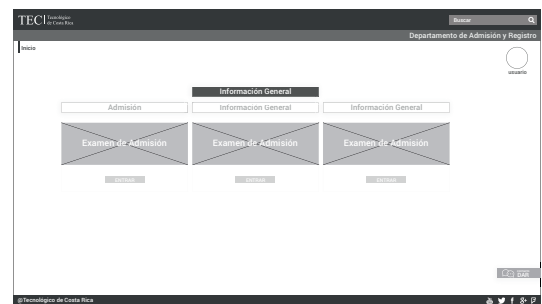 TEC Tecnológico
de Costa Rica
Buscar
Departamento de Admisión y Registro
Inicio
usuario
Información General
Admisión
Información General
Información General
Examen de Admisión
Examen de Admisión
Examen de Admisión
ENTRAR
ENTRAR
ENTRAR
DAR
@Tecnológico de Costa Rica